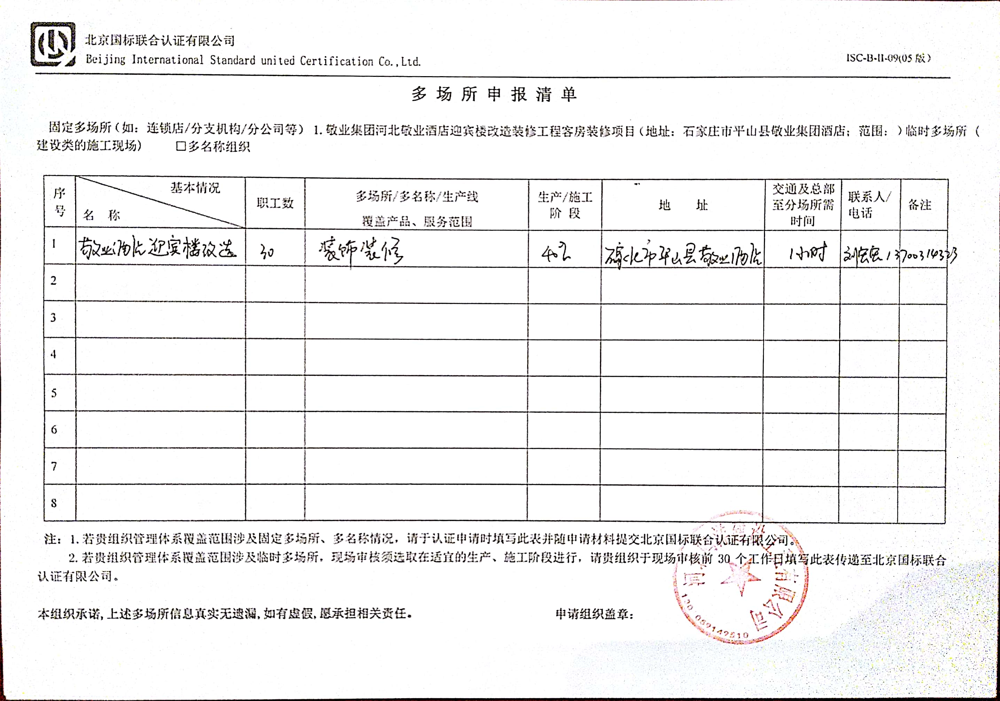 北京国标联合认证有限公司
Beijing International Standard united Certification Co.,Ltd.
ISC-B-II-09(05 版)
多场所申报清单
固定多场所(如：连锁店/分支机构/分公司等) 1.敬业集团河北敬业酒店迎宾楼改造装修工程客房装修项目(地址：石家庄市平山县敬业集团酒店；范围：)临时多场所（
建设类的施工现场) □多名称组织
序号 基本情况 名 称 职工数 多场所/多名称/生产线 覆盖产品、服务范围 生产/施工阶段 地 址 交通及总部至分场所需时间 联系人/电话 备注
1 敬业酒店迎宾楼改造 30 装饰装修 市平山县敬业酒店 1小时 13700314323
2
3
4
5
6
7
8
注：1.若贵组织管理体系覆盖范围涉及固定多场所、多名称情况，请于认证申请时填写此表并随申请材料提交北京国标联合认证有限公司。
2.若贵组织管理体系覆盖范围涉及临时多场所，现场审核须选取在适宜的生产、施工阶段进行，请贵组织于现场审核前 30 个工作日填写此表传递至北京国标联合
认证有限公司。
本组织承诺,上述多场所信息真实无遗漏,如有虚假,愿承担相关责任。 申请组织盖章：
有限公司